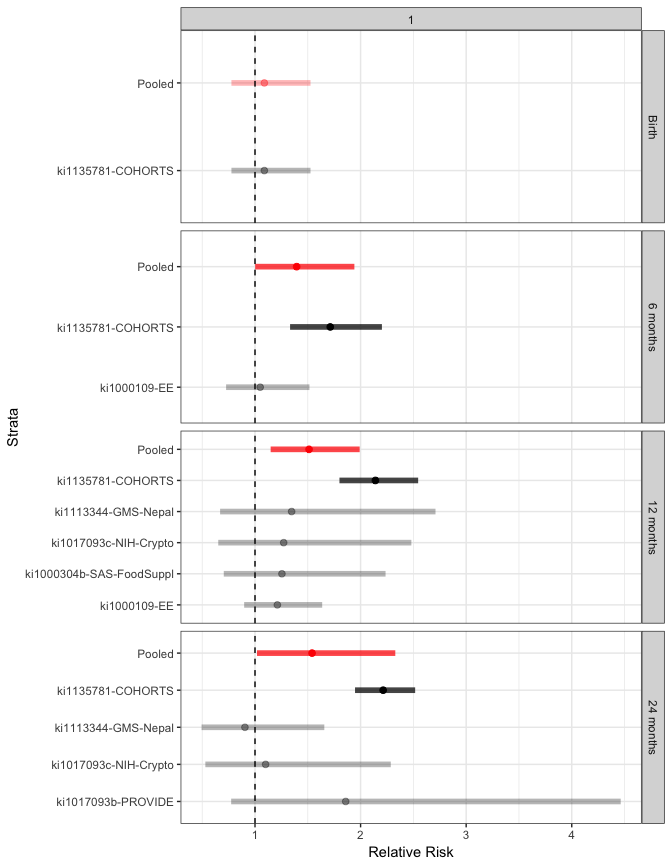 1
Birth
Pooled
ki1135781-COHORTS
6 months
Pooled
ki1135781-COHORTS
ki1000109-EE
12 months
Pooled
ki1135781-COHORTS
ki1113344-GMS-Nepal
ki1017093c-NIH-Crypto
ki1000304b-SAS-FoodSuppl
ki1000109-EE
24 months
Pooled
ki1135781-COHORTS
ki1113344-GMS-Nepal
ki1017093c-NIH-Crypto
ki1017093b-PROVIDE
Strata
1 2 3 4
Relative Risk